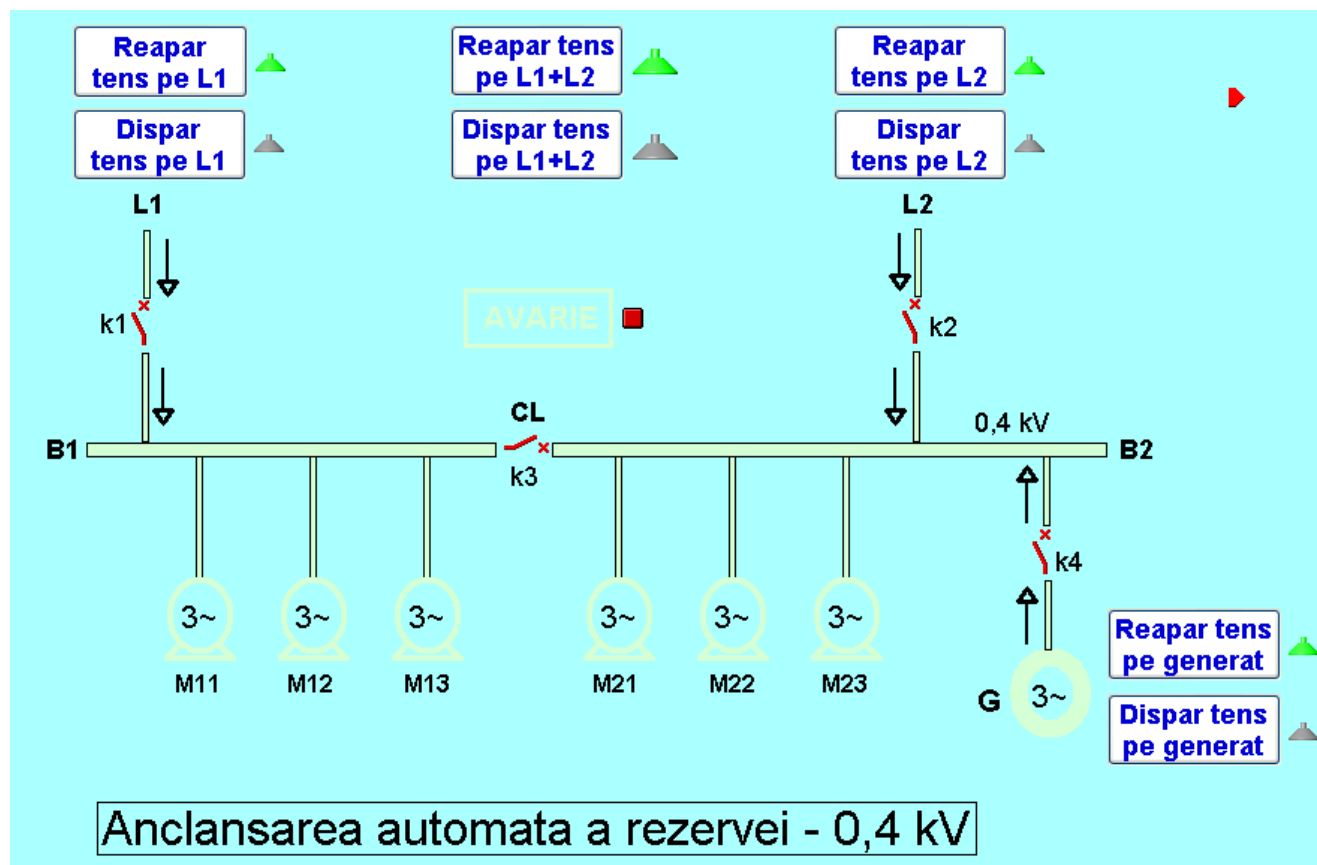 Reapar
tens pe L1
Reapar tens
pe L1+L2
Reapar
tens pe L2
Dispar
tens pe L1
Dispar tens
pe L1+L2
Dispar
tens pe L2
L1
L2
k1
AVARIE
k2
CL
0,4 kV
B1
B2
k3
k4
3~
3~
3~
3~
3~
3~
M11
M12
M13
M21
M22
M23
Reapar tens
pe generat
G
3~
Dispar tens
pe generat
Anclansarea automata a rezervei - 0,4 kV